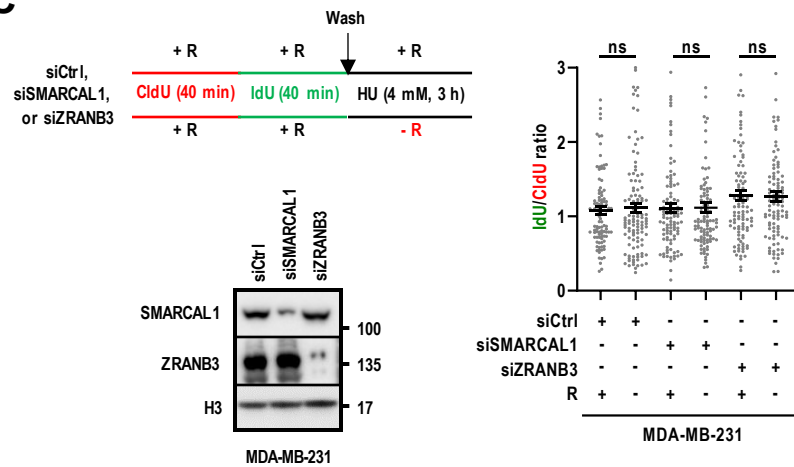 C
Wash
+ R + R + R
siCtrl,
siSMARCAL1,
or siZRANB3
CldU (40 min) IdU (40 min) HU (4 mM, 3 h)
+ R + R - R
siCtrl
siSMARCAL1
siZRANB3
SMARCAL1
ZRANB3
H3
100
135
17
MDA-MB-231
ns ns ns
IdU/CldU ratio
3
2
1
0
siCtrl + + - - - -
siSMARCAL1 - - + + - -
siZRANB3 - - - - + +
R + - + - + -
MDA-MB-231